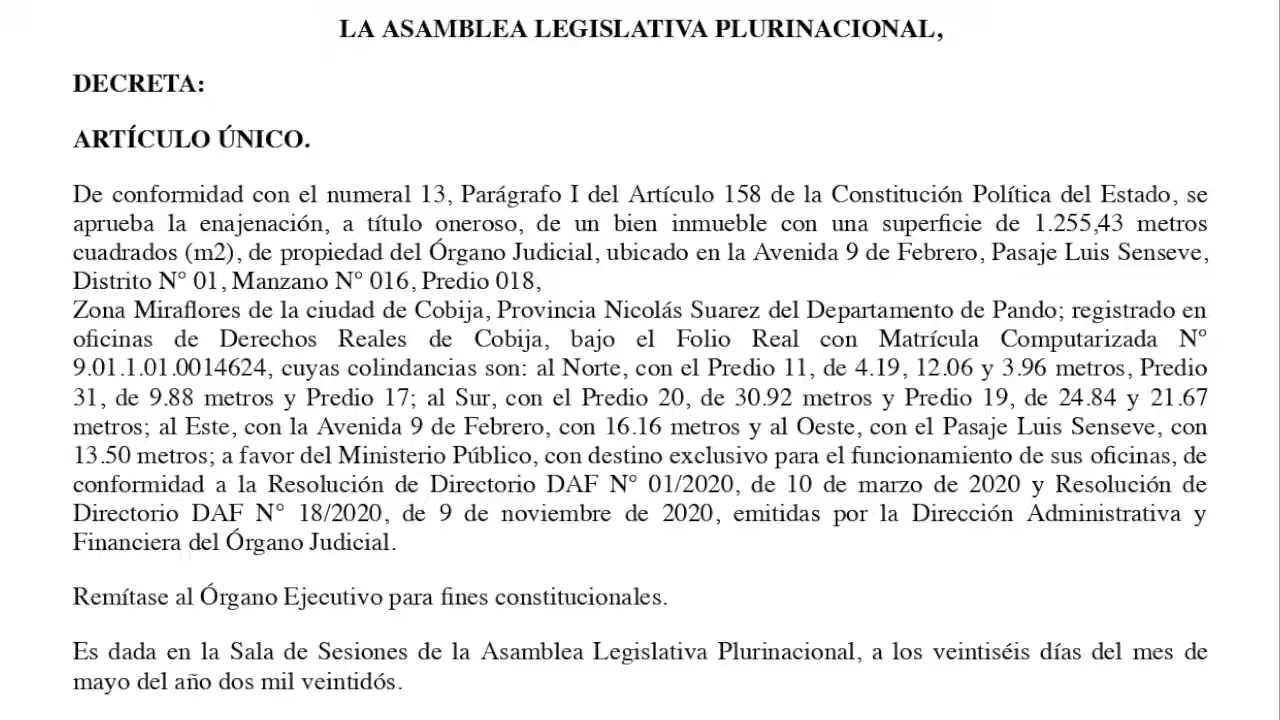 LA ASAMBLEA LEGISLATIVA PLURINACIONAL,
DECRETA:
ARTÍCULO ÚNICO.
De conformidad con el numeral 13, Parágrafo I del Artículo 158 de la Constitución Política del Estado, se
aprueba la enajenación, a título oneroso, de un bien inmueble con una superficie de 1.255,43 metros
cuadrados (m2), de propiedad del Órgano Judicial, ubicado en la Avenida 9 de Febrero, Pasaje Luis Senseve,
Distrito N° 01, Manzano N° 016, Predio 018,
Zona Miraflores de la ciudad de Cobija, Provincia Nicolás Suarez del Departamento de Pando; registrado en
oficinas de Derechos Reales de Cobija, bajo el Folio Real con Matrícula Computarizada N°
9.01.1.01.0014624, cuyas colindancias son: al Norte, con el Predio 11, de 4.19, 12.06 y 3.96 metros, Predio
31, de 9.88 metros y Predio 17; al Sur, con el Predio 20, de 30.92 metros y Predio 19, de 24.84 y 21.67
metros; al Este, con la Avenida 9 de Febrero, con 16.16 metros y al Oeste, con el Pasaje Luis Senseve, con
13.50 metros; a favor del Ministerio Público, con destino exclusivo para el funcionamiento de sus oficinas, de
conformidad a la Resolución de Directorio DAF N° 01/2020, de 10 de marzo de 2020 y Resolución de
Directorio DAF N° 18/2020, de 9 de noviembre de 2020, emitidas por la Dirección Administrativa y
Financiera del Órgano Judicial.
Remítase al Órgano Ejecutivo para fines constitucionales.
Es dada en la Sala de Sesiones de la Asamblea Legislativa Plurinacional, a los veintiséis días del mes de
mayo del año dos mil veintidós.